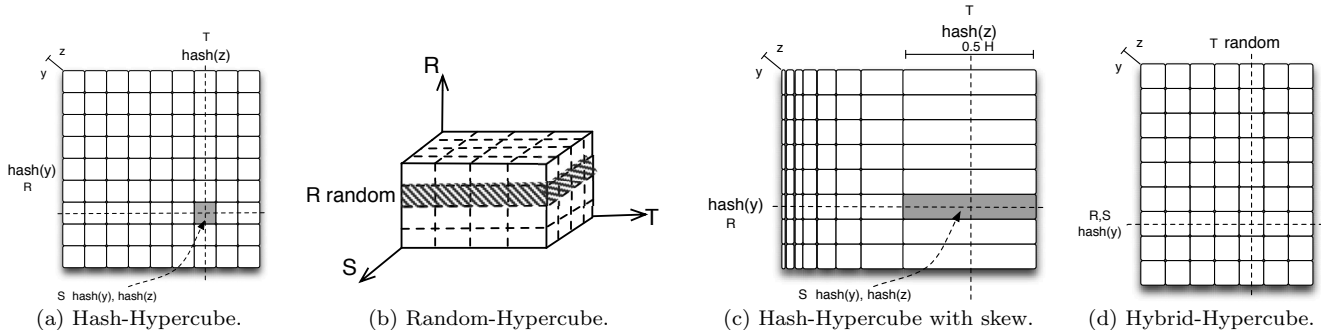 T
hash(z)
z
y
hash(y)
R
S hash(y), hash(z)
(a) Hash-Hypercube.
R
R random
T
S
(b) Random-Hypercube.
T
hash(z)
0.5 H
z
y
hash(y)
R
S hash(y), hash(z)
(c) Hash-Hypercube with skew.
T random
z
y
R,S
hash(y)
(d) Hybrid-Hypercube.